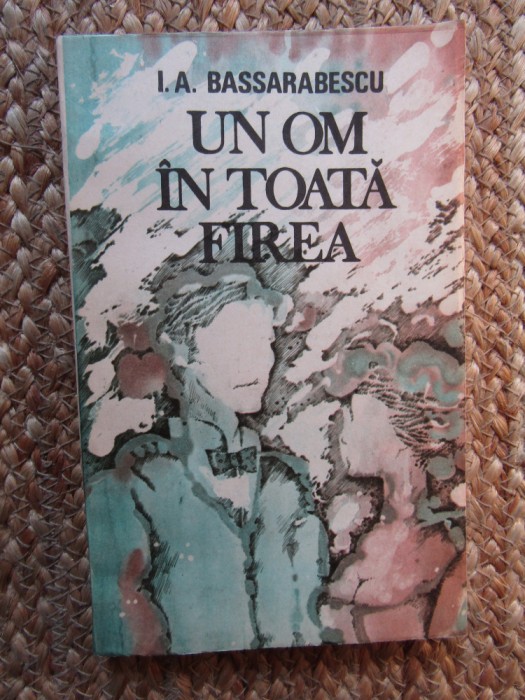 I. A. BASSARABESCU
UN OM
ÎN TOATĂ
FIREA